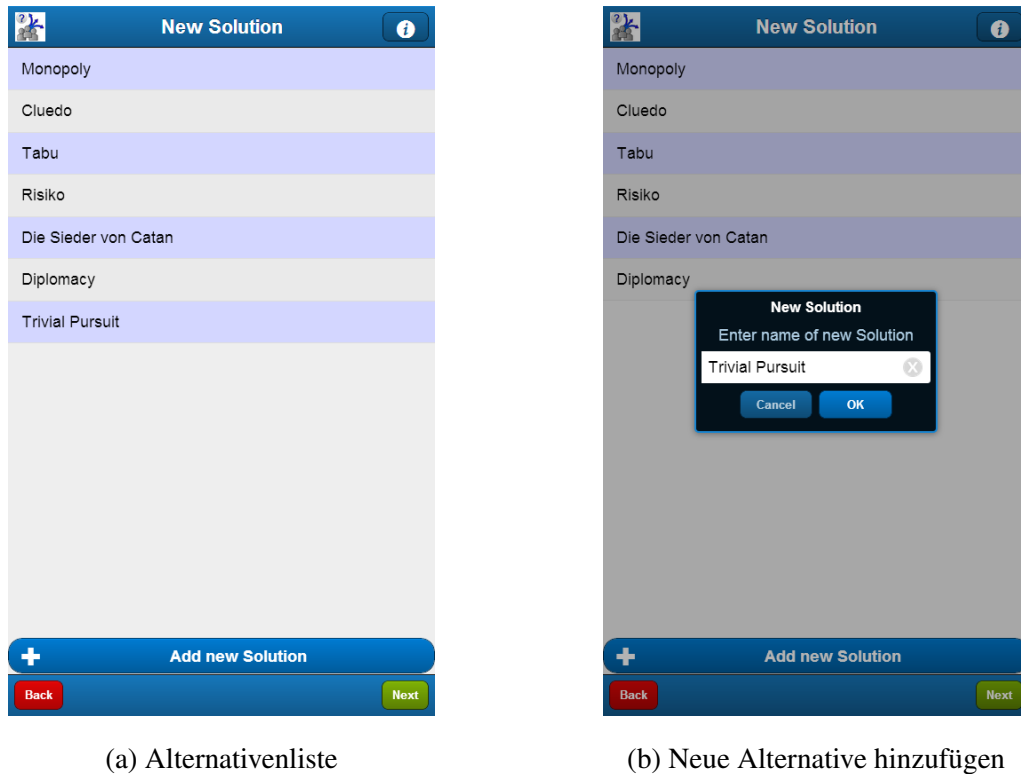 New Solution
Monopoly
Cluedo
Tabu
Risiko
Die Sieder von Catan
Diplomacy
Trivial Pursuit
Add new Solution
Back
Next
(a) Alternativenliste
New Solution
Monopoly
Cluedo
Tabu
Risiko
Die Sieder von Catan
Diplomacy
New Solution
Enter name of new Solution
Trivial Pursuit
Cancel
OK
Add new Solution
Back
Next
(b) Neue Alternative hinzufügen